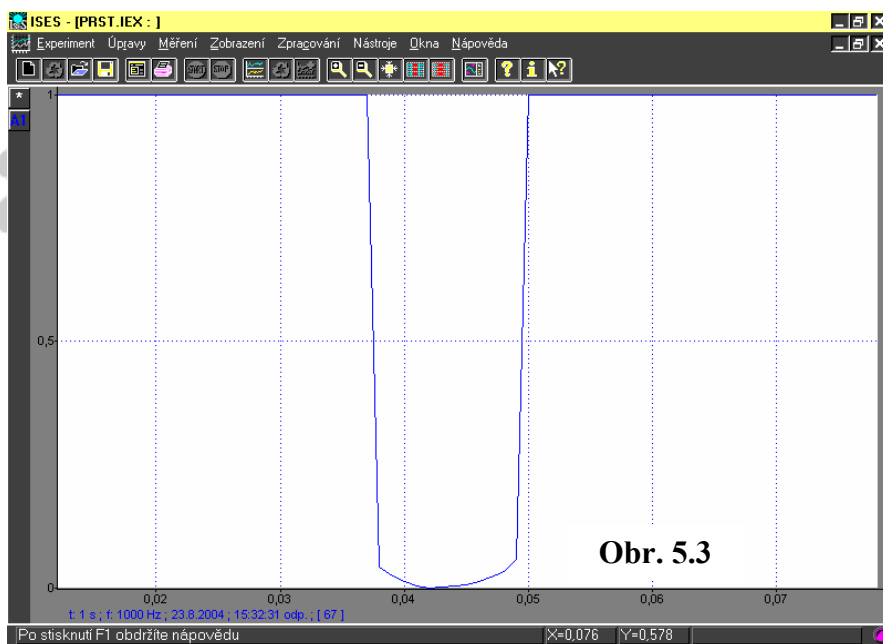 ISES - [PRST.IEX : ]
Experiment Úpravy Měření Zobrazení Zpracování Nástroje Okna Nápověda
START STOP
*
A1
1
0,5
0
0,02 0,03 0,04 0,05 0,06 0,07
Obr. 5.3
t: 1 s ; f: 1000 Hz ; 23.8.2004 ; 15:32:31 odp. ; [ 67 ]
Po stisknutí F1 obdržíte nápovědu X=0,076 Y=0,578